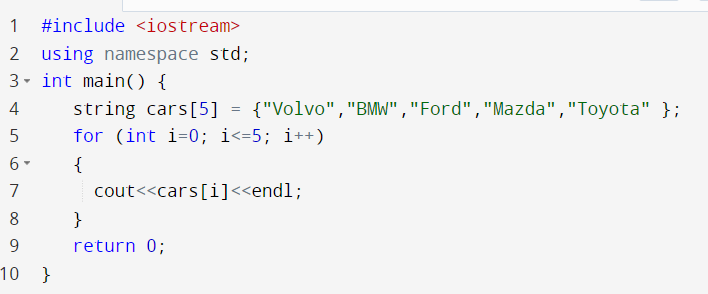 1 #include <iostream>
2 using namespace std;
3 int main() {
4 string cars[5] = {"Volvo","BMW","Ford","Mazda","Toyota" };
5 for (int i=0; i<=5; i++)
6 {
7 cout<<cars[i]<<endl;
8 }
9 return 0;
10 }